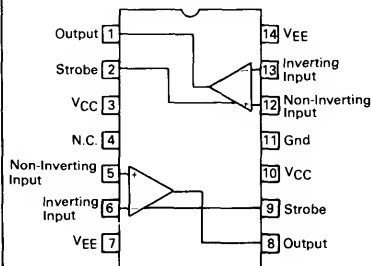 Output 1
14 VEE
Strobe 2
13 Inverting
Input
VCC 3
12 Non-Inverting
Input
N.C. 4
11 Gnd
Non-Inverting
Input 5
10 VCC
Inverting
Input 6
9 Strobe
VEE 7
8 Output
+
-
+
-